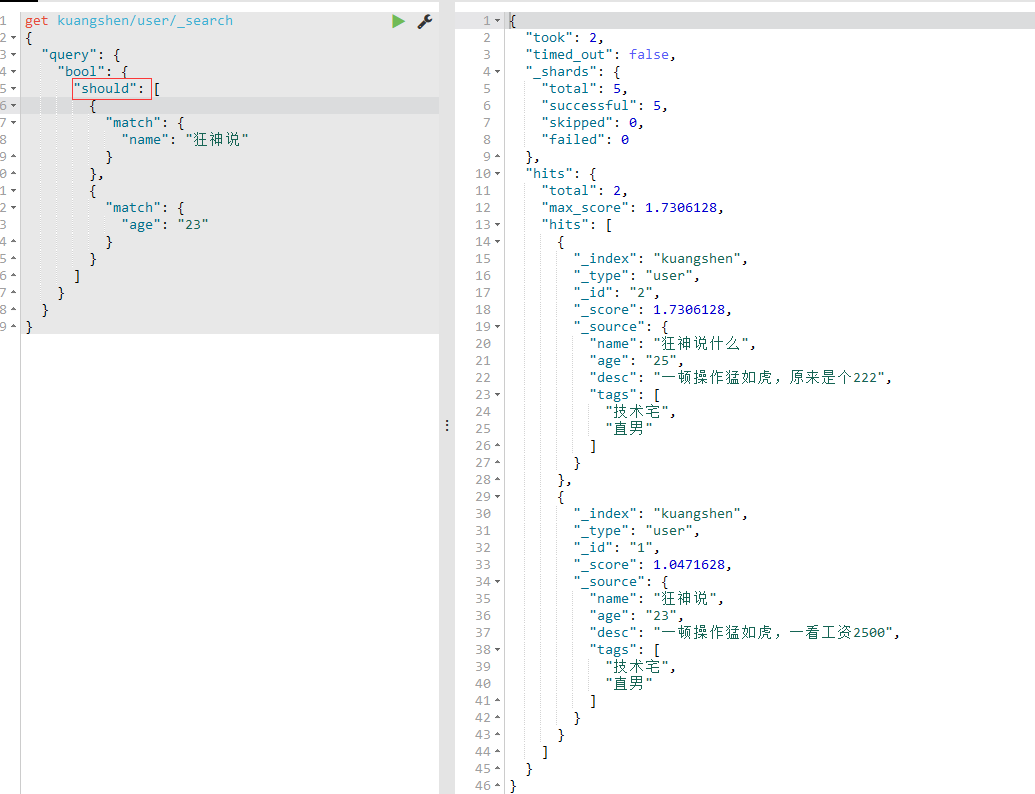 1 get kuangshen/user/_search
2 {
3 "query": {
4 "bool": {
5 "should": [
6 {
7 "match": {
8 "name": "狂神说"
9 }
0 },
1 {
2 "match": {
3 "age": "23"
4 }
5 }
6 ]
7 }
8 }
9 }
1 {
2 "took": 2,
3 "timed_out": false,
4 "_shards": {
5 "total": 5,
6 "successful": 5,
7 "skipped": 0,
8 "failed": 0
9 },
10 "hits": {
11 "total": 2,
12 "max_score": 1.7306128,
13 "hits": [
14 {
15 "_index": "kuangshen",
16 "_type": "user",
17 "_id": "2",
18 "_score": 1.7306128,
19 "_source": {
20 "name": "狂神说什么",
21 "age": "25",
22 "desc": "一顿操作猛如虎，原来是个222",
23 "tags": [
24 "技术宅",
25 "直男"
26 ]
27 }
28 },
29 {
30 "_index": "kuangshen",
31 "_type": "user",
32 "_id": "1",
33 "_score": 1.0471628,
34 "_source": {
35 "name": "狂神说",
36 "age": "23",
37 "desc": "一顿操作猛如虎，一看工资2500",
38 "tags": [
39 "技术宅",
40 "直男"
41 ]
42 }
43 }
44 ]
45 }
46 }